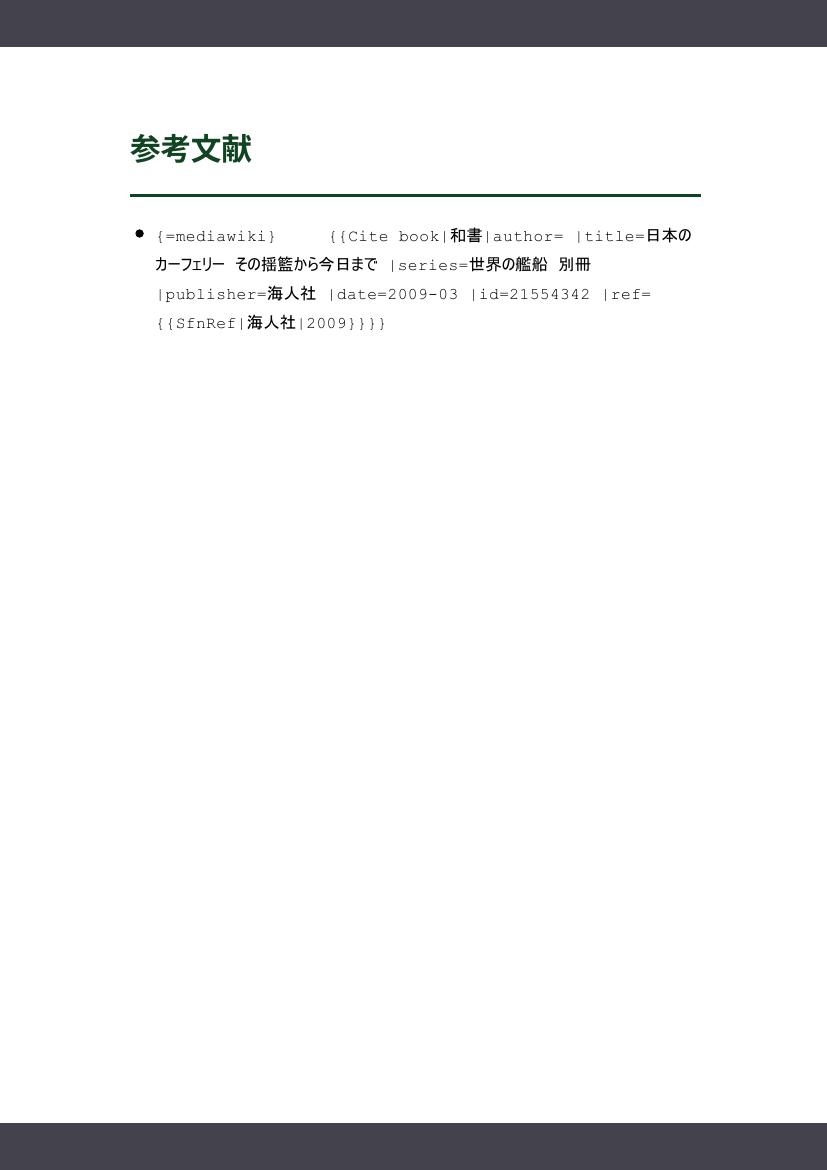 参考文献
{=mediawiki} {{Cite book|和書|author= |title=日本の
カーフェリー その揺籃から今日まで |series=世界の艦船 別冊
|publisher=海人社 |date=2009-03 |id=21554342 |ref=
{{SfnRef|海人社|2009}}}}